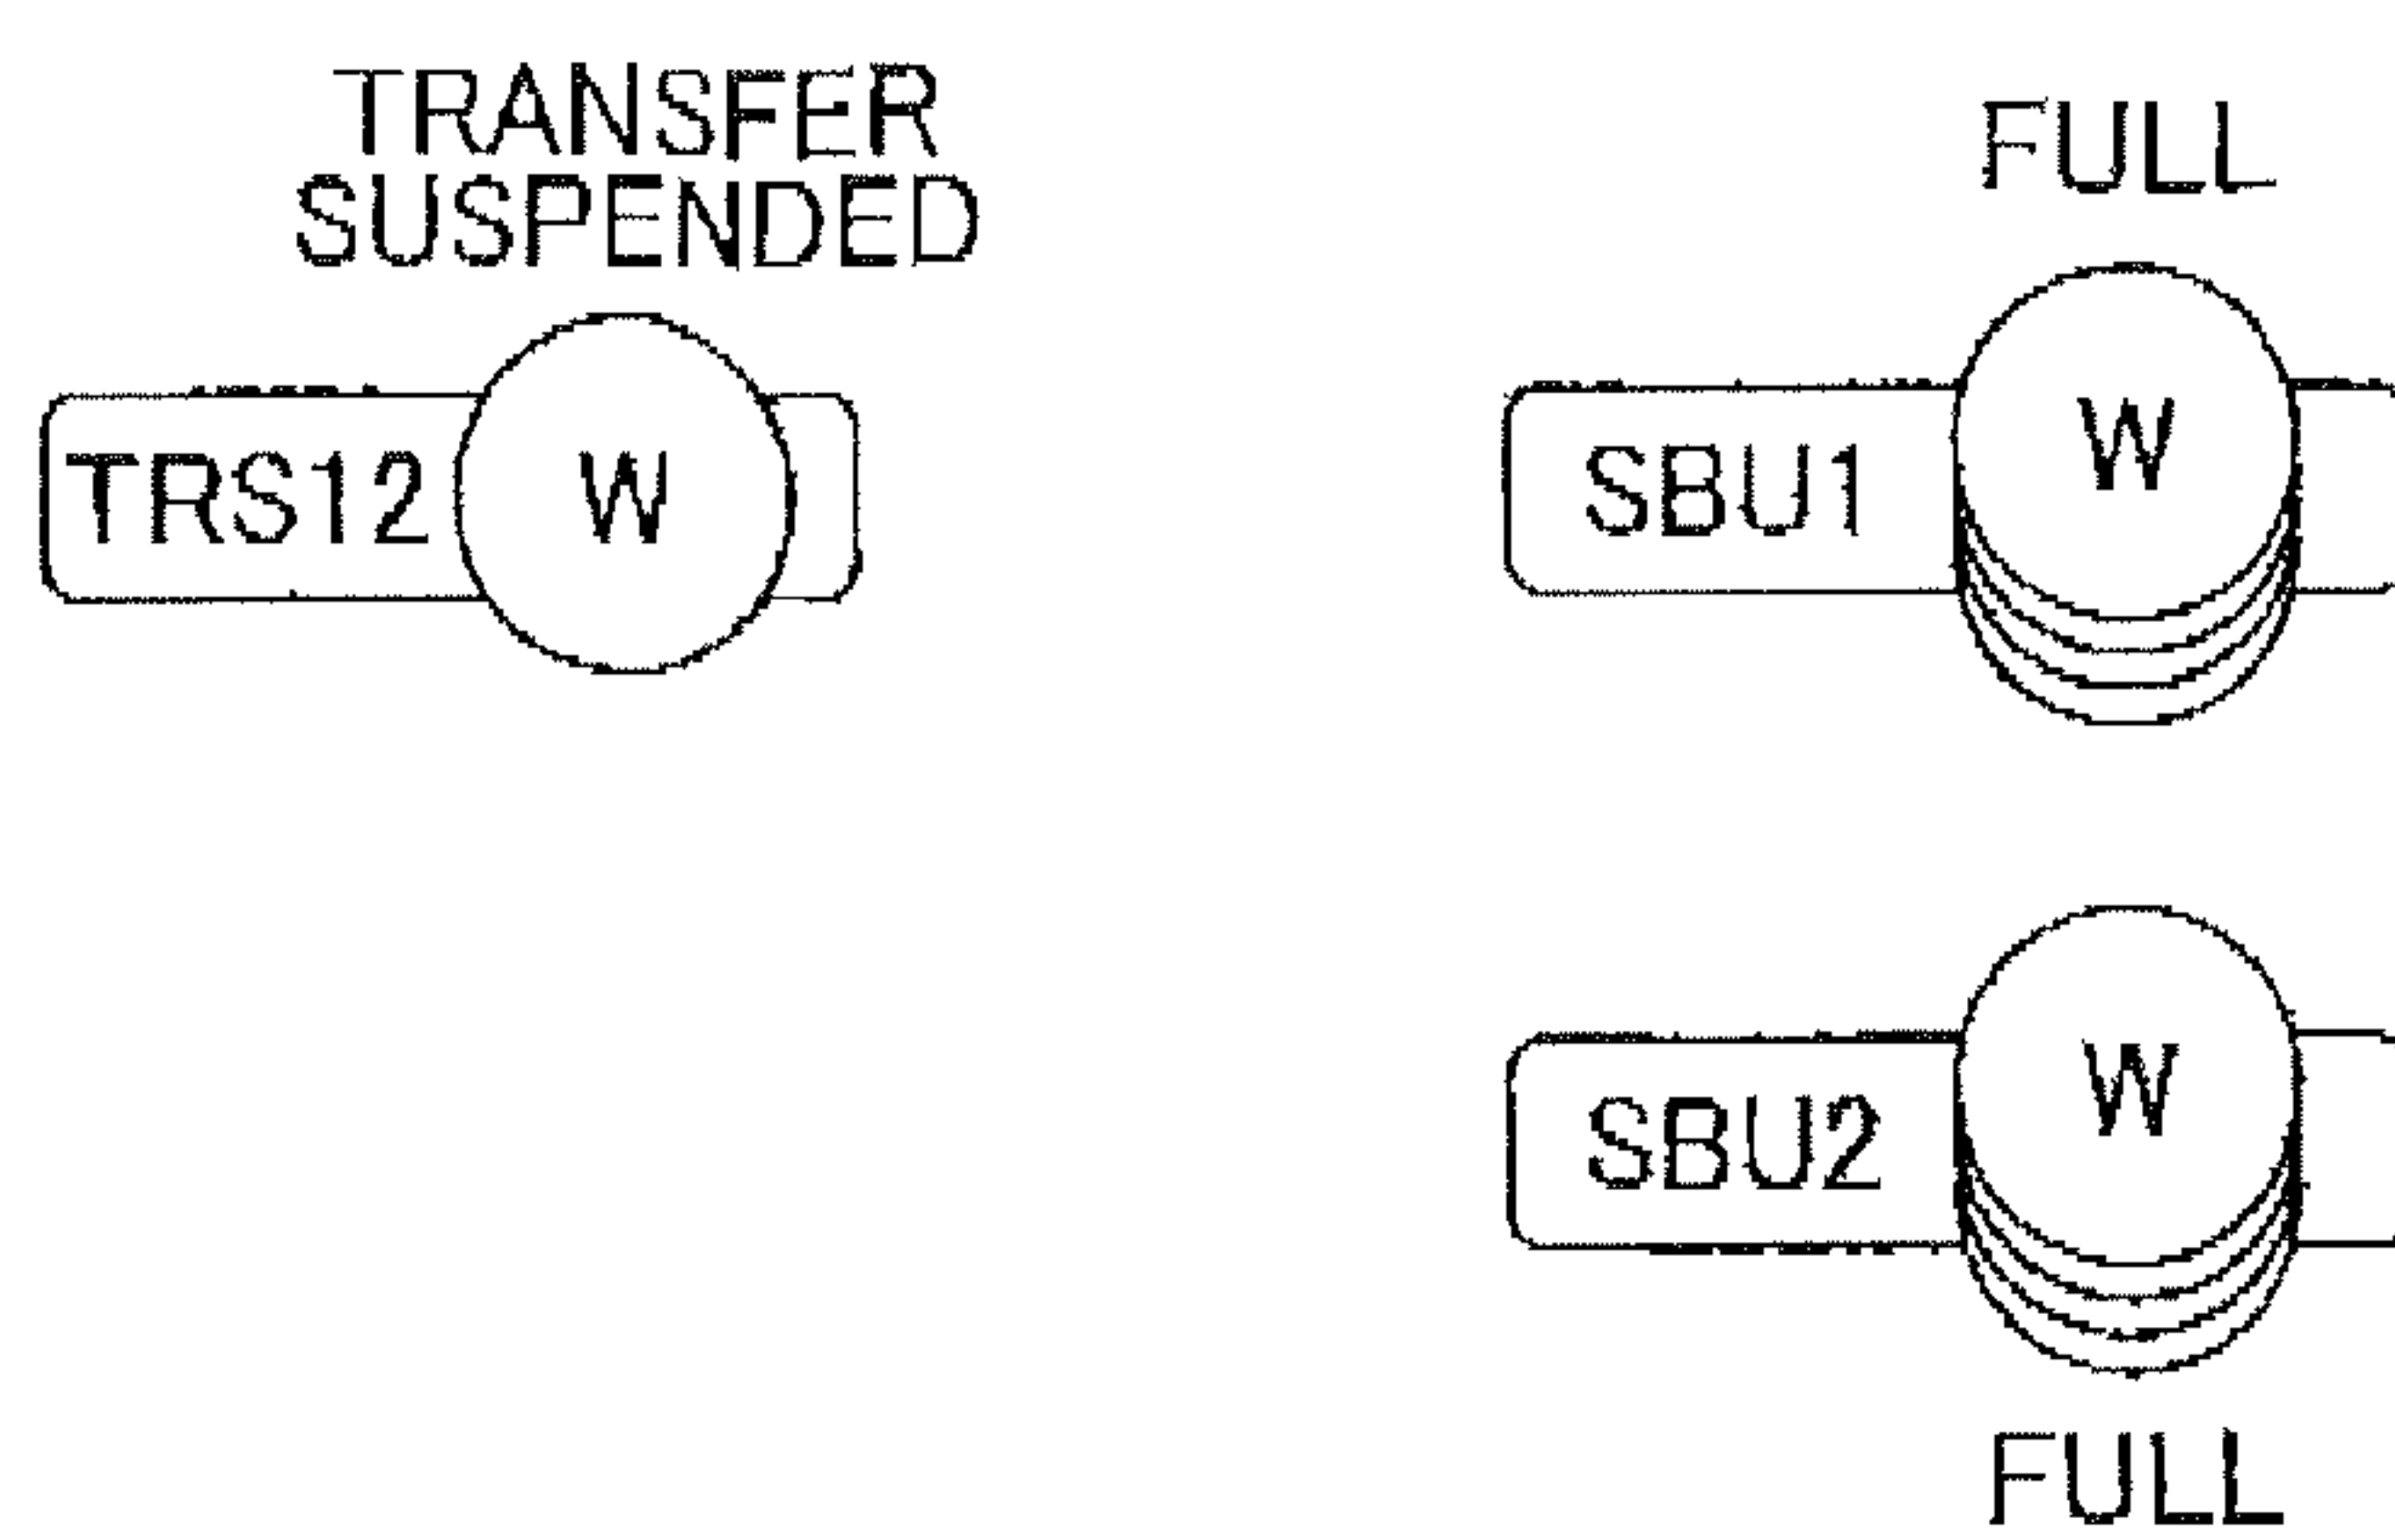 TRANSFER
SUSPENDED
FULL
TRS12
W
SBU1
W
SBU2
W
FULL